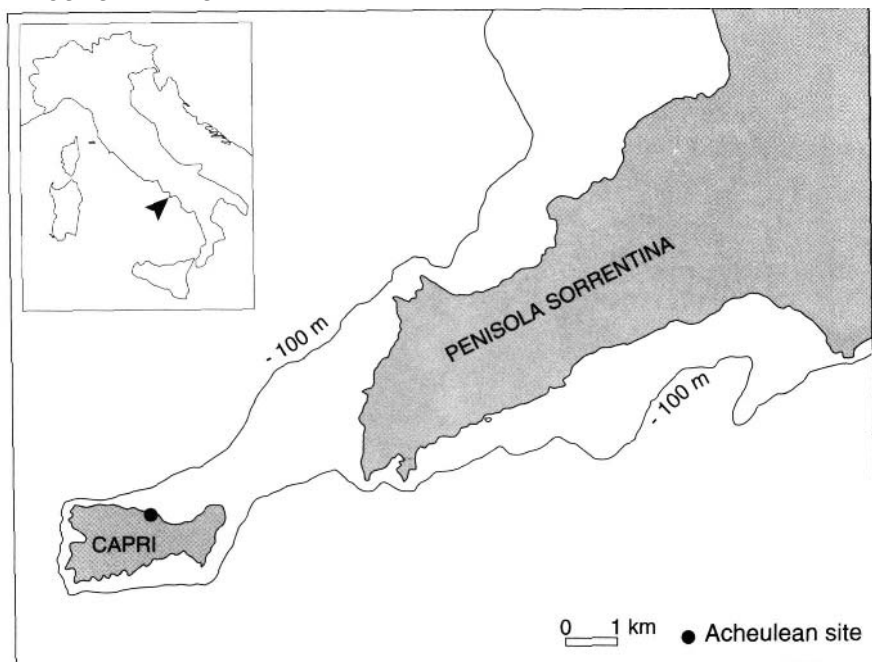 PENISOLA SORRENTINA
- 100 m
- 100 m
CAPRI
0 1 km
Acheulean site